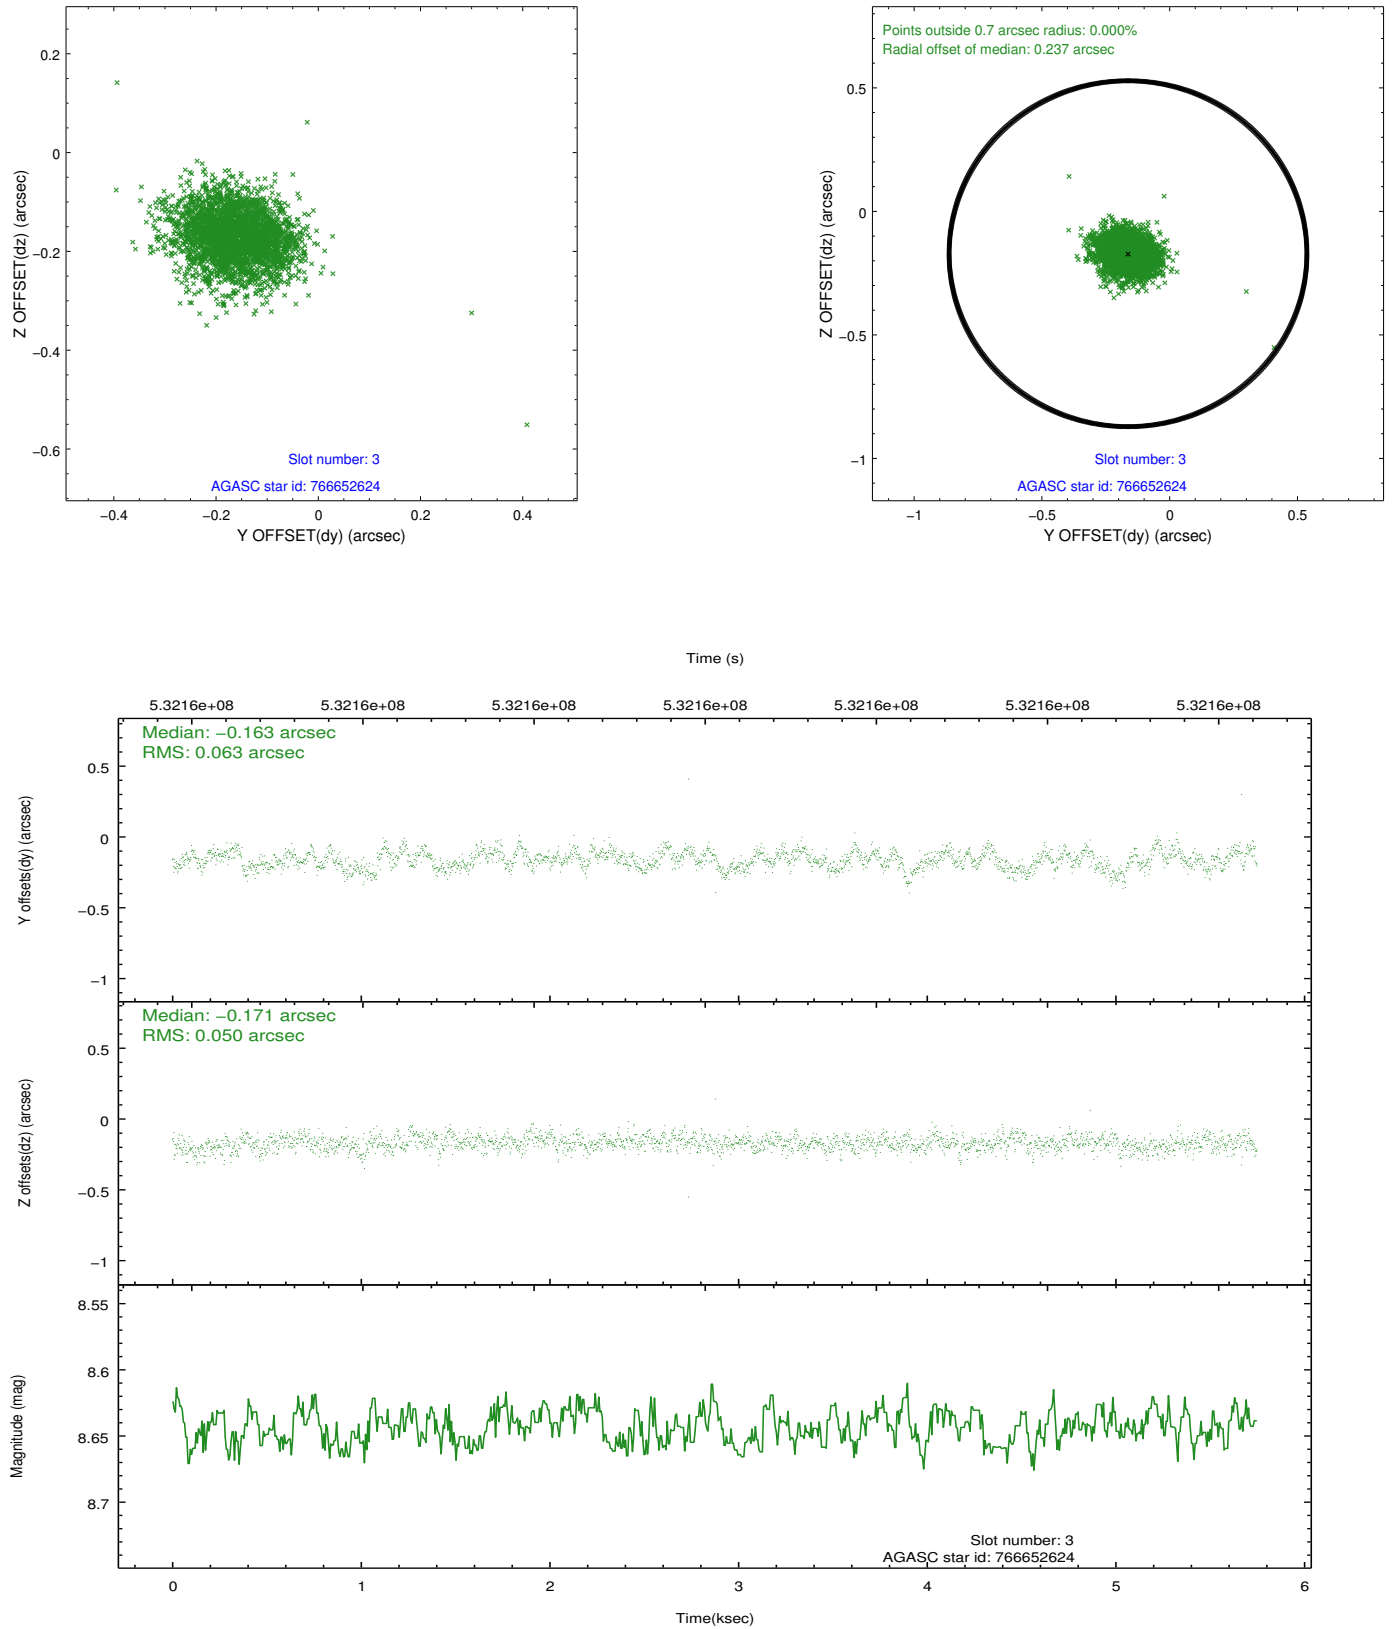 0.2
0
−0.2
−0.4
−0.6
Z OFFSET(dz) (arcsec)
Slot number: 3
AGASC star id: 766652624
−0.4
−0.2
0
0.2
0.4
Y OFFSET(dy) (arcsec)
Points outside 0.7 arcsec radius: 0.000%
Radial offset of median: 0.237 arcsec
0.5
0
−0.5
−1
Z OFFSET(dz) (arcsec)
Slot number: 3
AGASC star id: 766652624
−1
−0.5
0
0.5
Y OFFSET(dy) (arcsec)
Time (s)
5.3216e+08
5.3216e+08
5.3216e+08
5.3216e+08
5.3216e+08
5.3216e+08
5.3216e+08
Median: −0.163 arcsec
RMS: 0.063 arcsec
0.5
0
−0.5
−1
Y offsets(dy) (arcsec)
Median: −0.171 arcsec
RMS: 0.050 arcsec
0.5
0
−0.5
−1
Z offsets(dz) (arcsec)
8.55
8.6
8.65
8.7
Magnitude (mag)
Slot number: 3
AGASC star id: 766652624
0
1
2
3
4
5
6
Time(ksec)